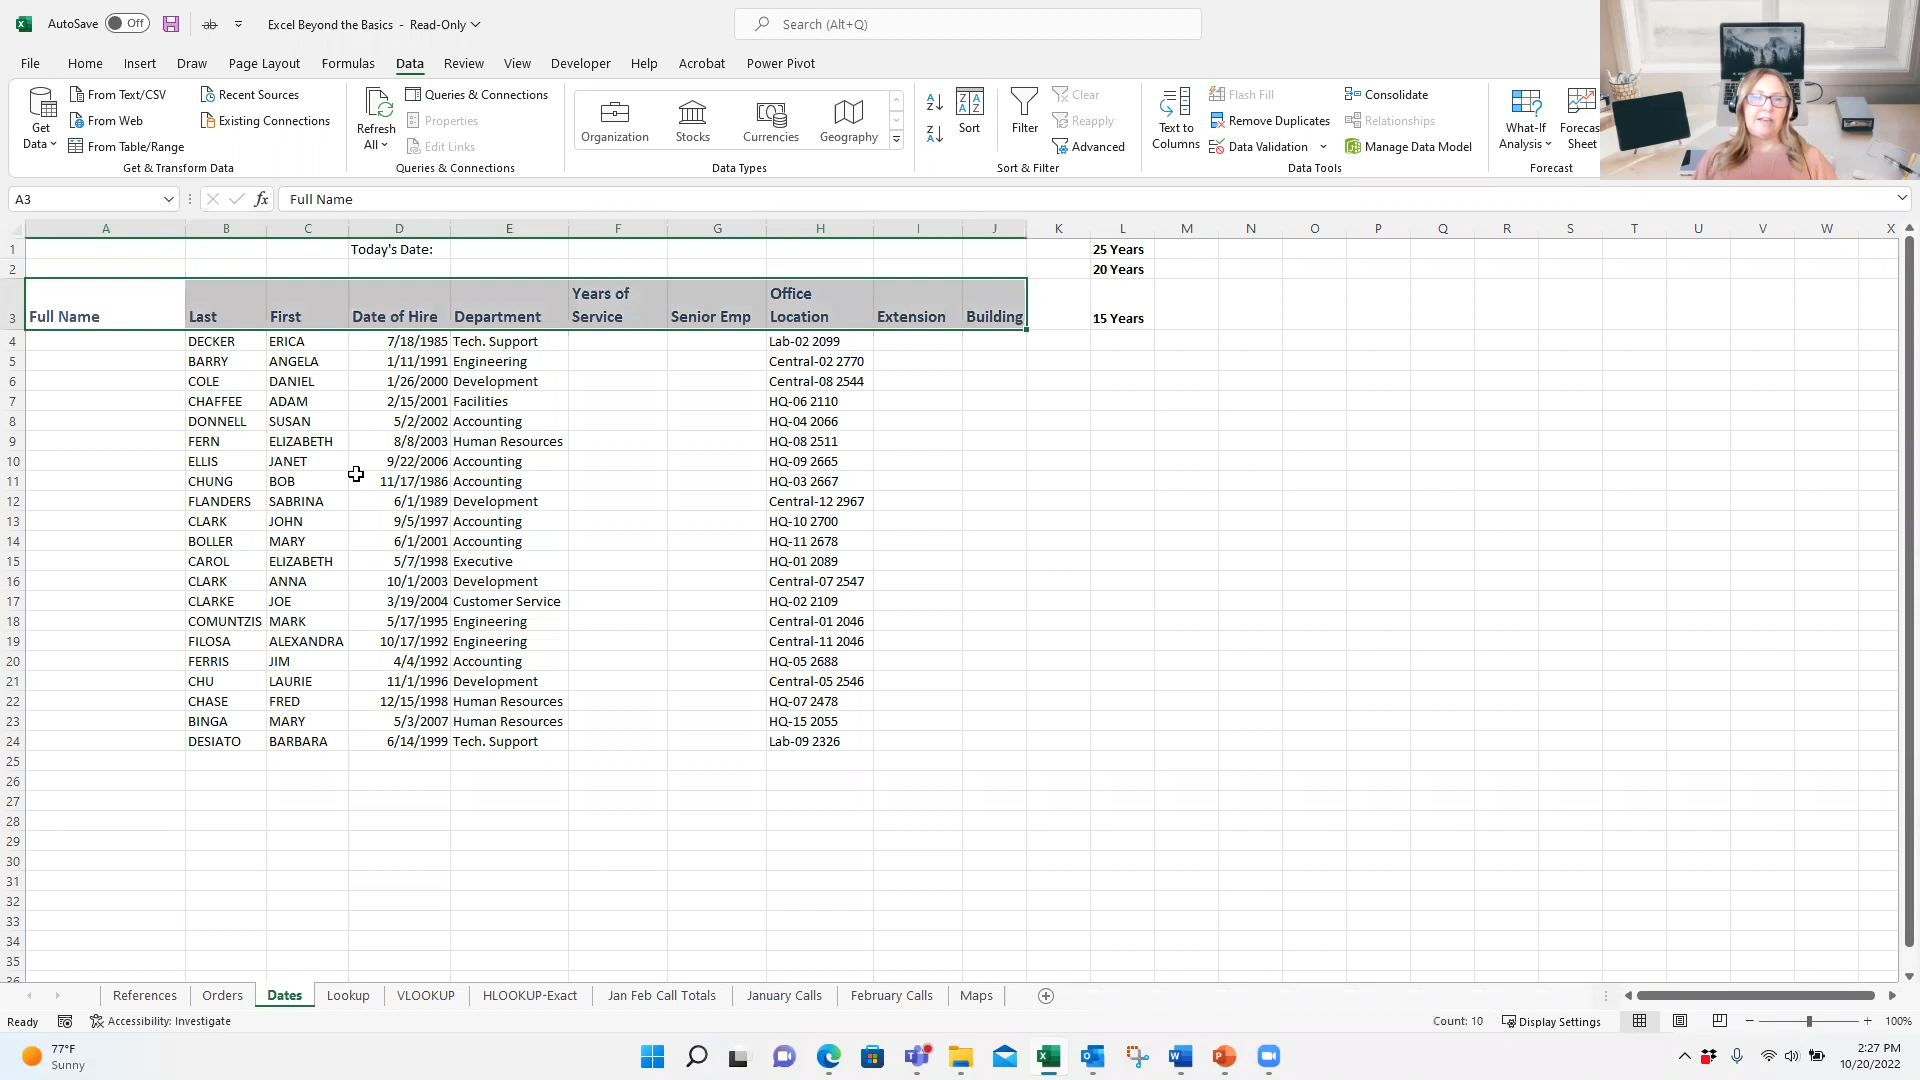 AutoSave Off ab Excel Beyond the Basics - Read-Only Search (Alt+Q)
File Home Insert Draw Page Layout Formulas Data Review View Developer Help Acrobat Power Pivot
Get Data
From Text/CSV
From Web
From Table/Range
Recent Sources
Existing Connections
Get & Transform Data
Refresh All
Queries & Connections
Properties
Edit Links
Queries & Connections
Organization Stocks Currencies Geography
Data Types
Sort
Filter
Clear
Reapply
Advanced
Sort & Filter
Text to Columns
Flash Fill
Remove Duplicates
Data Validation
Consolidate
Relationships
Manage Data Model
Data Tools
What-If Analysis
Forecas Sheet
Forecast
A3 fx Full Name
A B C D E F G H I J K L M N O P Q R S T U V W X
1 Today's Date: 25 Years
2 20 Years
3 Full Name Last First Date of Hire Department Years of Service Senior Emp Office Location Extension Building 15 Years
4 DECKER ERICA 7/18/1985 Tech. Support Lab-02 2099
5 BARRY ANGELA 1/11/1991 Engineering Central-02 2770
6 COLE DANIEL 1/26/2000 Development Central-08 2544
7 CHAFFEE ADAM 2/15/2001 Facilities HQ-06 2110
8 DONNELL SUSAN 5/2/2002 Accounting HQ-04 2066
9 FERN ELIZABETH 8/8/2003 Human Resources HQ-08 2511
10 ELLIS JANET 9/22/2006 Accounting HQ-09 2665
11 CHUNG BOB 11/17/1986 Accounting HQ-03 2667
12 FLANDERS SABRINA 6/1/1989 Development Central-12 2967
13 CLARK JOHN 9/5/1997 Accounting HQ-10 2700
14 BOLLER MARY 6/1/2001 Accounting HQ-11 2678
15 CAROL ELIZABETH 5/7/1998 Executive HQ-01 2089
16 CLARK ANNA 10/1/2003 Development Central-07 2547
17 CLARKE JOE 3/19/2004 Customer Service HQ-02 2109
18 COMUNTZIS MARK 5/17/1995 Engineering Central-01 2046
19 FILOSA ALEXANDRA 10/17/1992 Engineering Central-11 2046
20 FERRIS JIM 4/4/1992 Accounting HQ-05 2688
21 CHU LAURIE 11/1/1996 Development Central-05 2546
22 CHASE FRED 12/15/1998 Human Resources HQ-07 2478
23 BINGA MARY 5/3/2007 Human Resources HQ-15 2055
24 DESIATO BARBARA 6/14/1999 Tech. Support Lab-09 2326
25
26
27
28
29
30
31
32
33
34
35
36
References Orders Dates Lookup VLOOKUP HLOOKUP-Exact Jan Feb Call Totals January Calls February Calls Maps
Ready Accessibility: Investigate Count: 10 Display Settings 100%
77°F
Sunny
2:27 PM
10/20/2022